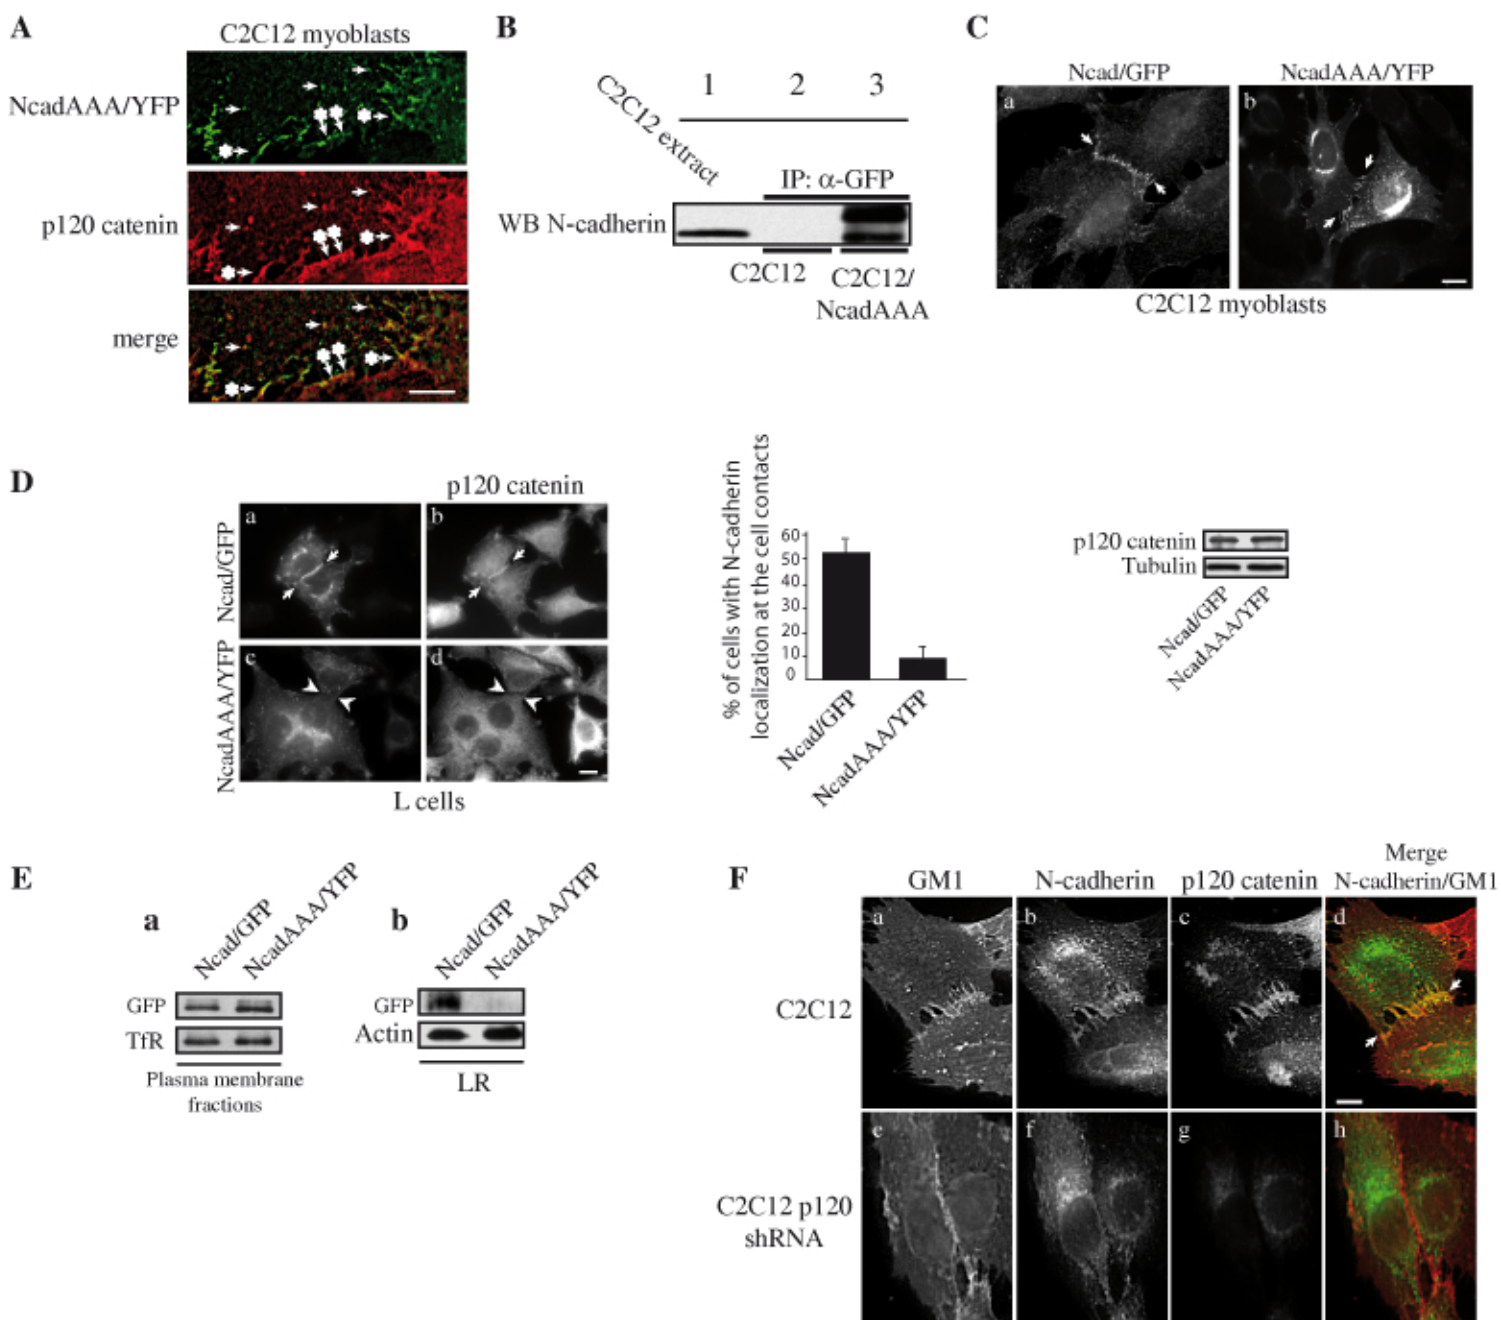 A
C2C12 myoblasts
NcadAAA/YFP
p120 catenin
merge
B
1 2 3
C2C12 extract
IP: α-GFP
WB N-cadherin
C2C12
C2C12/
NcadAAA
C
Ncad/GFP
NcadAAA/YFP
a
b
C2C12 myoblasts
D
p120 catenin
Ncad/GFP
a
b
NcadAAA/YFP
c
d
L cells
% of cells with N-cadherin
localization at the cell contacts
60
50
40
30
20
10
0
Ncad/GFP
NcadAAA/YFP
p120 catenin
Tubulin
Ncad/GFP
NcadAAA/YFP
E
a
Ncad/GFP
NcadAAA/YFP
GFP
TfR
Plasma membrane
fractions
b
Ncad/GFP
NcadAAA/YFP
GFP
Actin
LR
F
GM1
N-cadherin
p120 catenin
Merge
N-cadherin/GM1
C2C12
a
b
c
d
C2C12 p120
shRNA
e
f
g
h